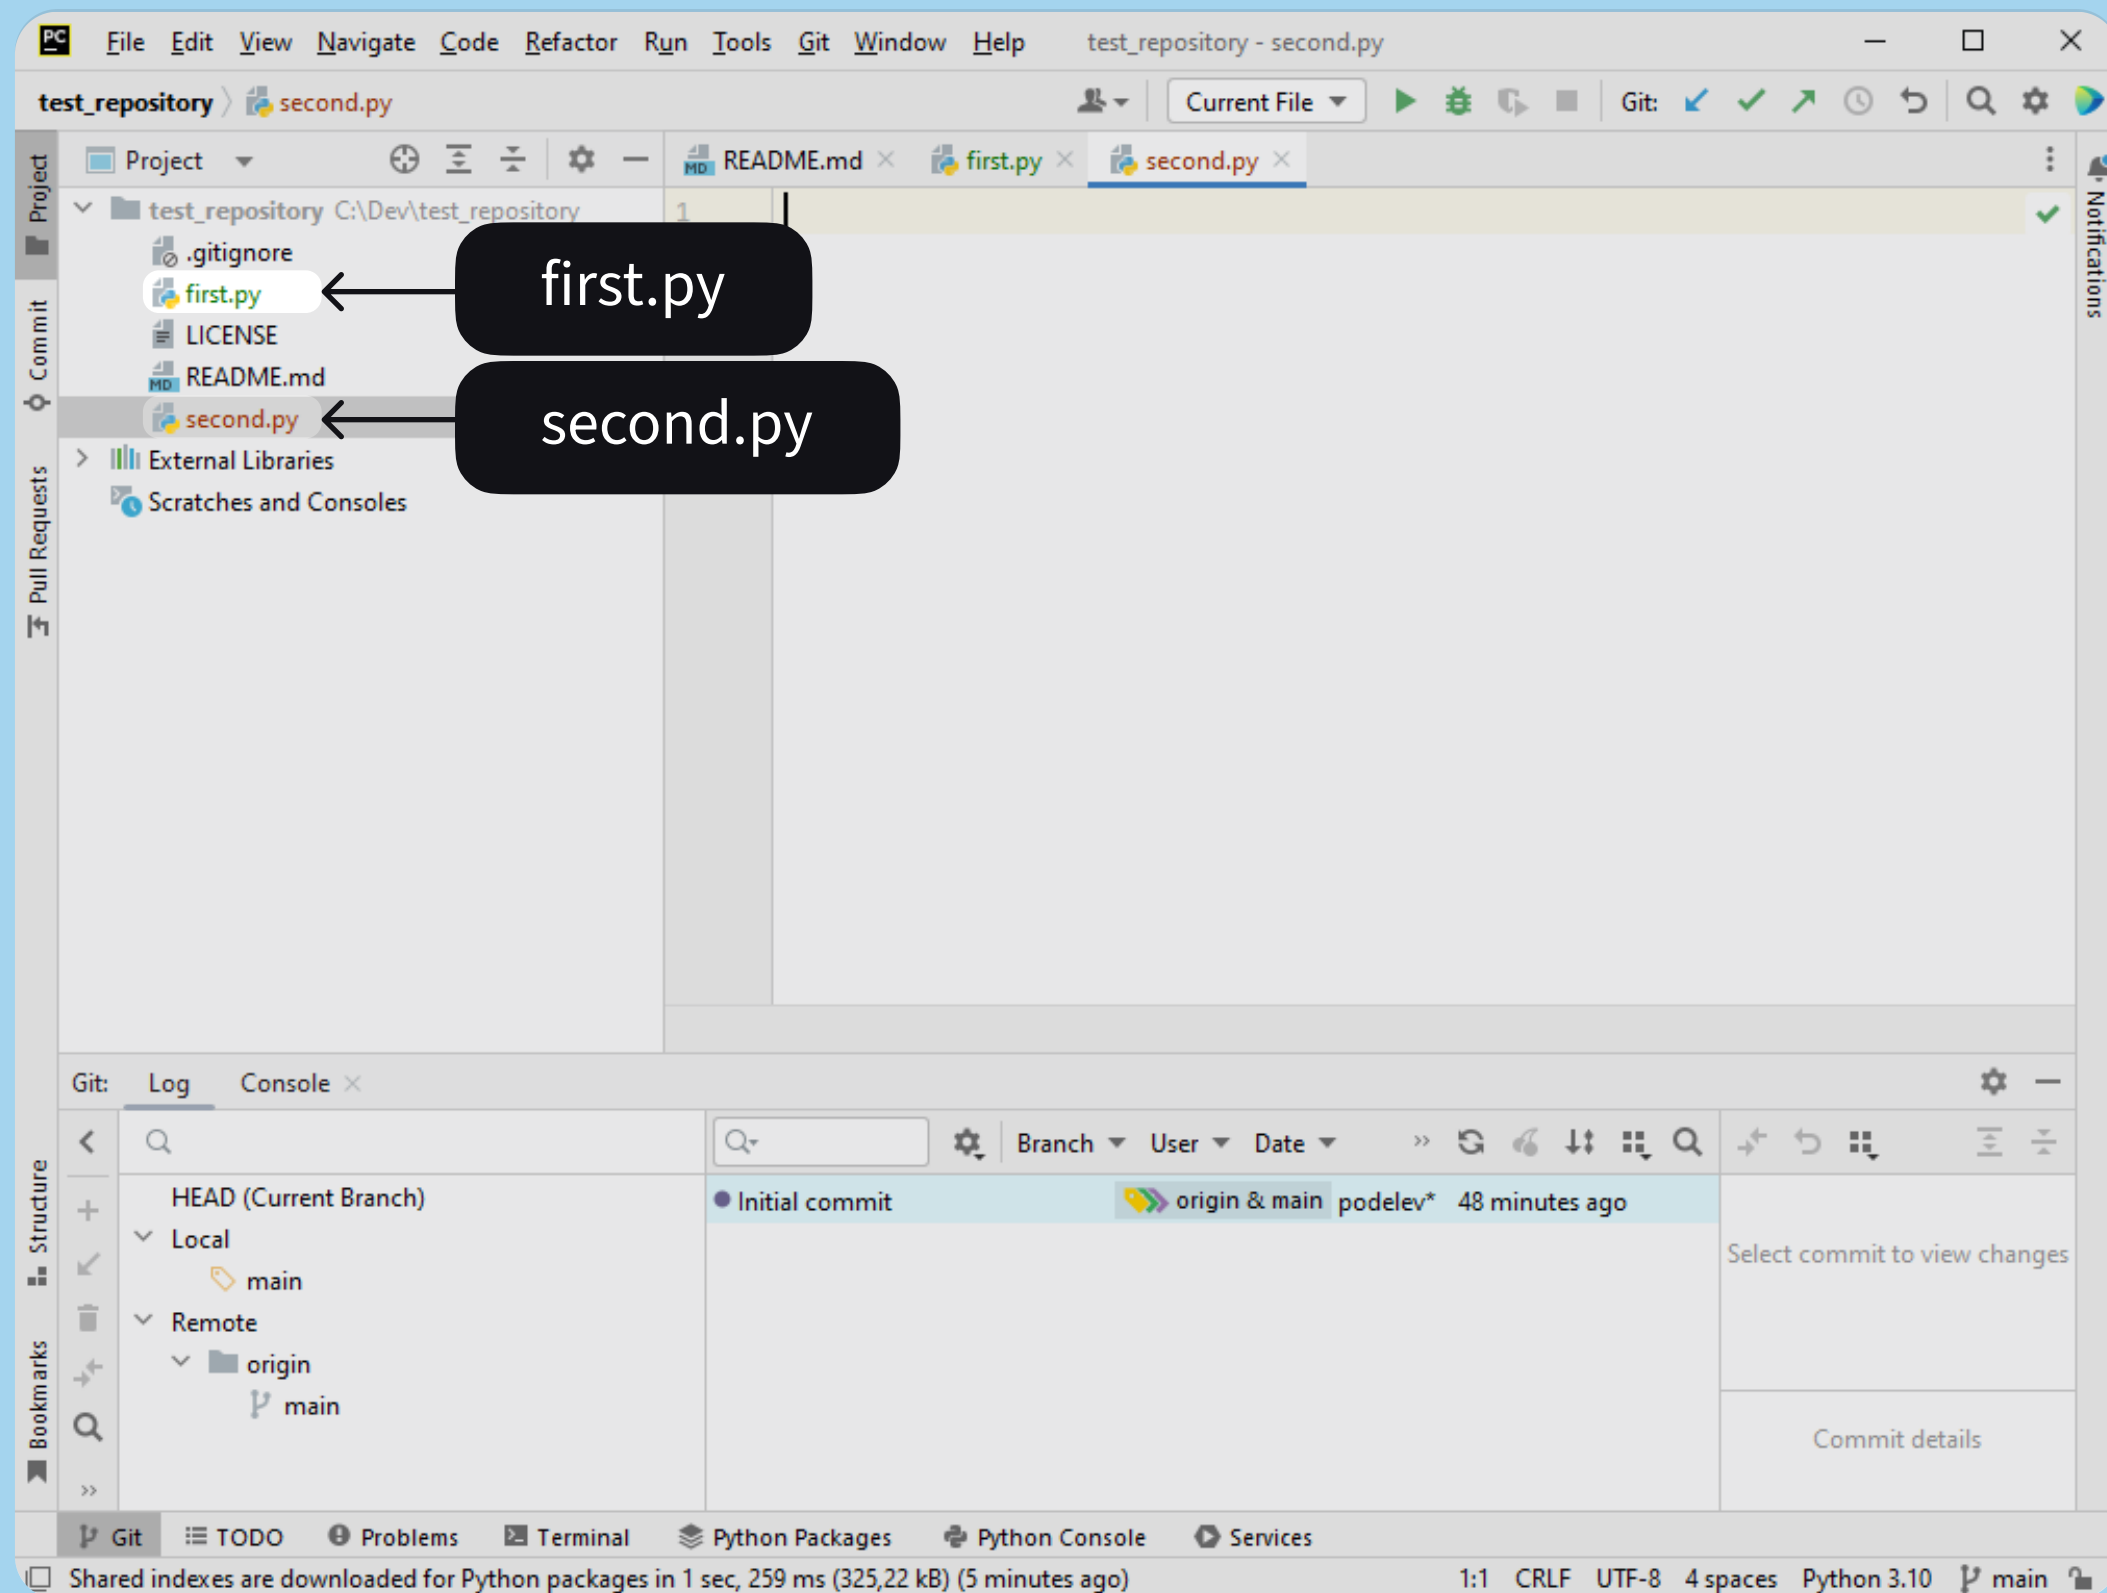 PC File Edit View Navigate Code Refactor Run Tools Git Window Help test_repository - second.py
test_repository second.py Current File Git:
Project README.md first.py second.py
test_repository C:\Dev\test_repository 1
.gitignore
first.py
first.py
LICENSE
MD README.md
second.py
second.py
External Libraries
Scratches and Consoles
Project
Commit
Pull Requests
Structure
Bookmarks
Notifications
Git: Log Console
Branch User Date
HEAD (Current Branch) Initial commit origin & main podelev* 48 minutes ago
Local Select commit to view changes
main
Remote
origin
main
Commit details
Git TODO Problems Terminal Python Packages Python Console Services
Shared indexes are downloaded for Python packages in 1 sec, 259 ms (325,22 kB) (5 minutes ago) 1:1 CRLF UTF-8 4 spaces Python 3.10 main